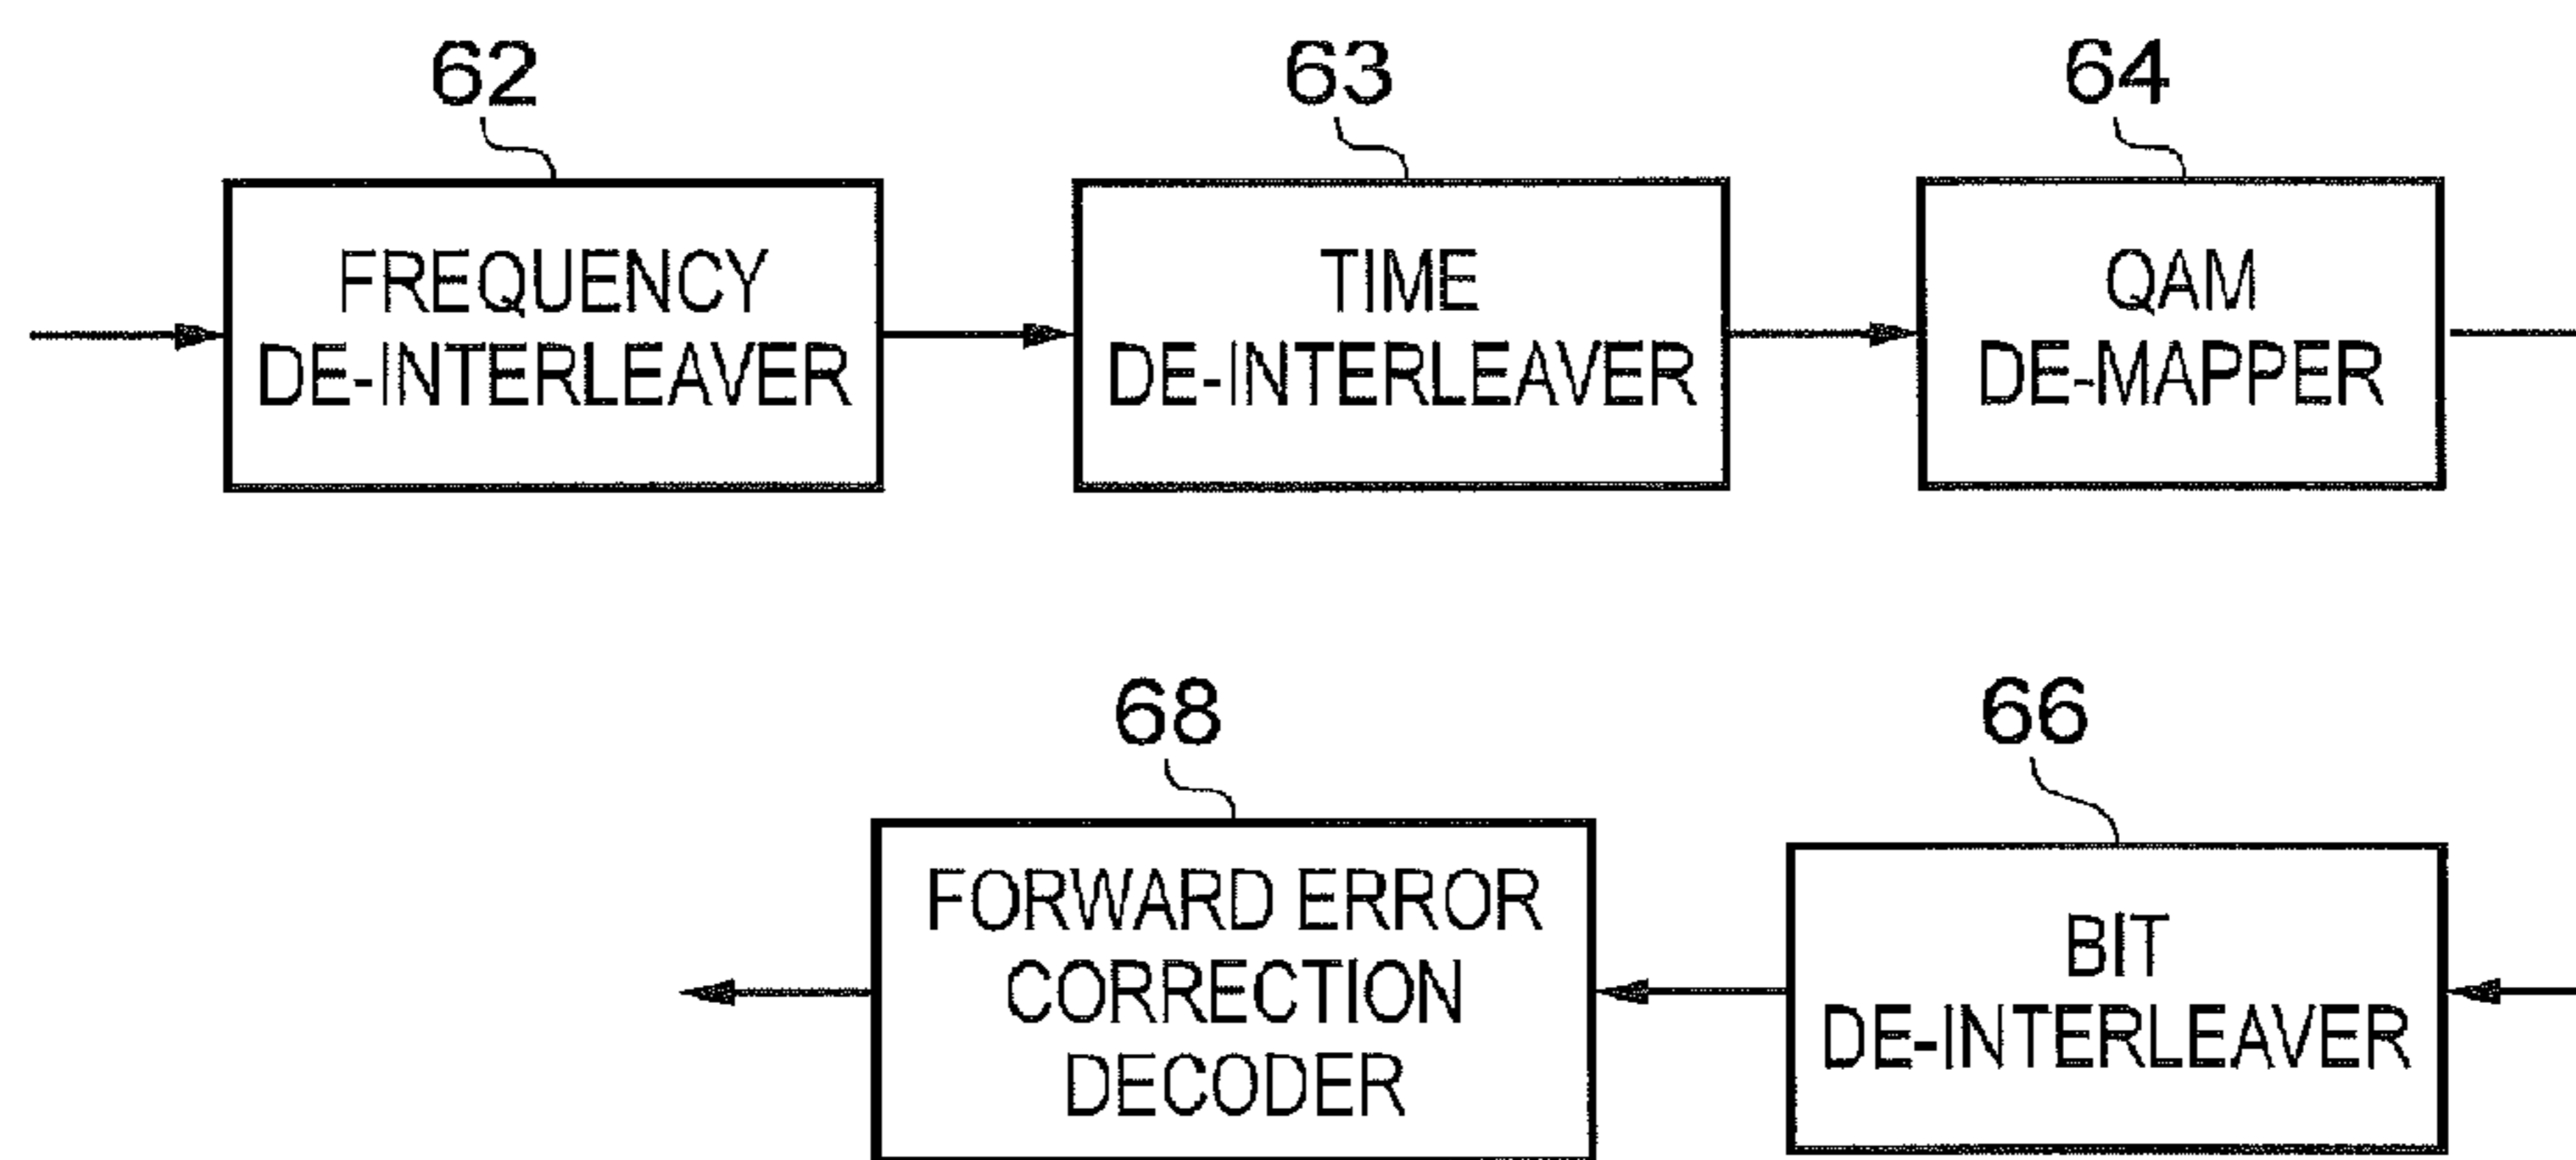 62
63
64
FREQUENCY
DE-INTERLEAVER
TIME
DE-INTERLEAVER
QAM
DE-MAPPER
68
66
FORWARD ERROR
CORRECTION
DECODER
BIT
DE-INTERLEAVER